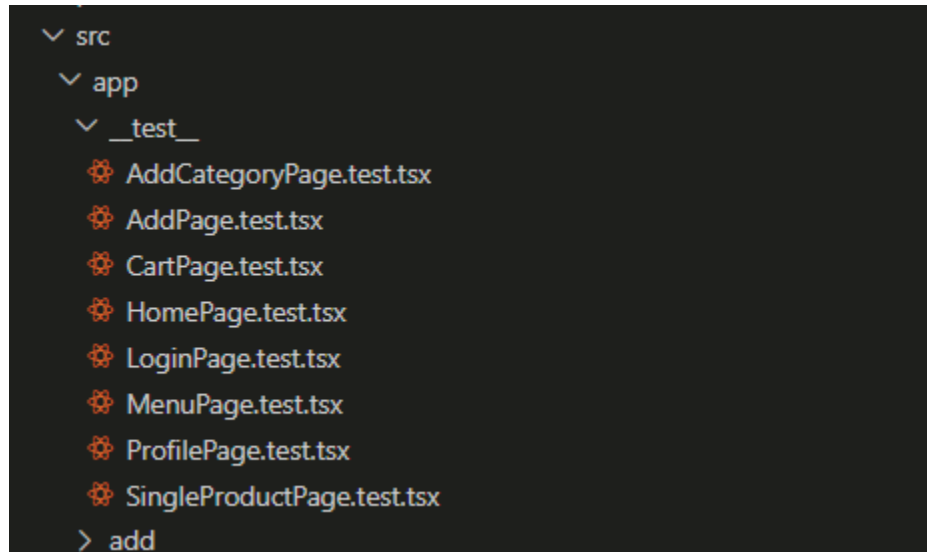 src
app
__test__
AddCategoryPage.test.tsx
AddPage.test.tsx
CartPage.test.tsx
HomePage.test.tsx
LoginPage.test.tsx
MenuPage.test.tsx
ProfilePage.test.tsx
SingleProductPage.test.tsx
add